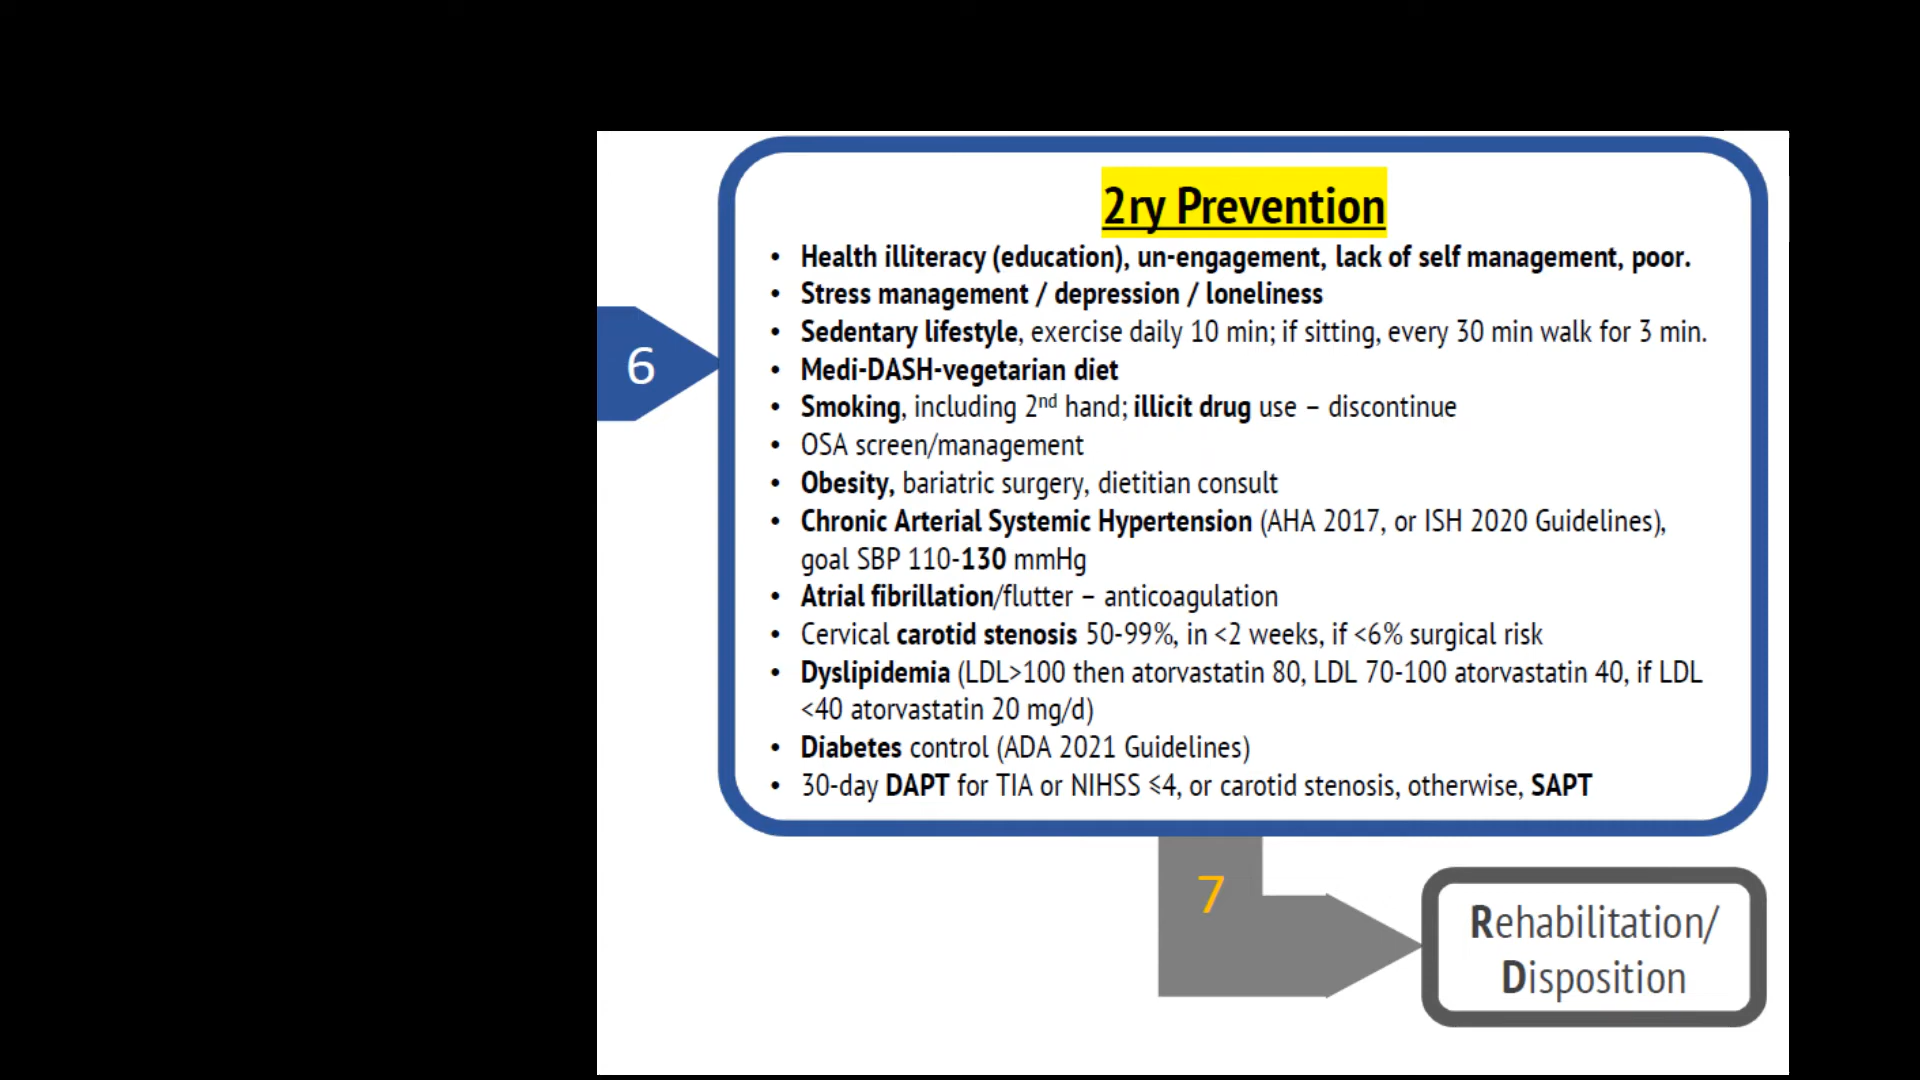 2ry Prevention
• Health illiteracy (education), un-engagement, lack of self management, poor.
• Stress management / depression / loneliness
• Sedentary lifestyle, exercise daily 10 min; if sitting, every 30 min walk for 3 min.
6
• Medi-DASH-vegetarian diet
• Smoking, including 2nd hand; illicit drug use – discontinue
• OSA screen/management
• Obesity, bariatric surgery, dietitian consult
• Chronic Arterial Systemic Hypertension (AHA 2017, or ISH 2020 Guidelines),
goal SBP 110-130 mmHg
• Atrial fibrillation/flutter – anticoagulation
• Cervical carotid stenosis 50-99%, in <2 weeks, if <6% surgical risk
• Dyslipidemia (LDL>100 then atorvastatin 80, LDL 70-100 atorvastatin 40, if LDL
<40 atorvastatin 20 mg/d)
• Diabetes control (ADA 2021 Guidelines)
• 30-day DAPT for TIA or NIHSS ≤4, or carotid stenosis, otherwise, SAPT
7
Rehabilitation/
Disposition